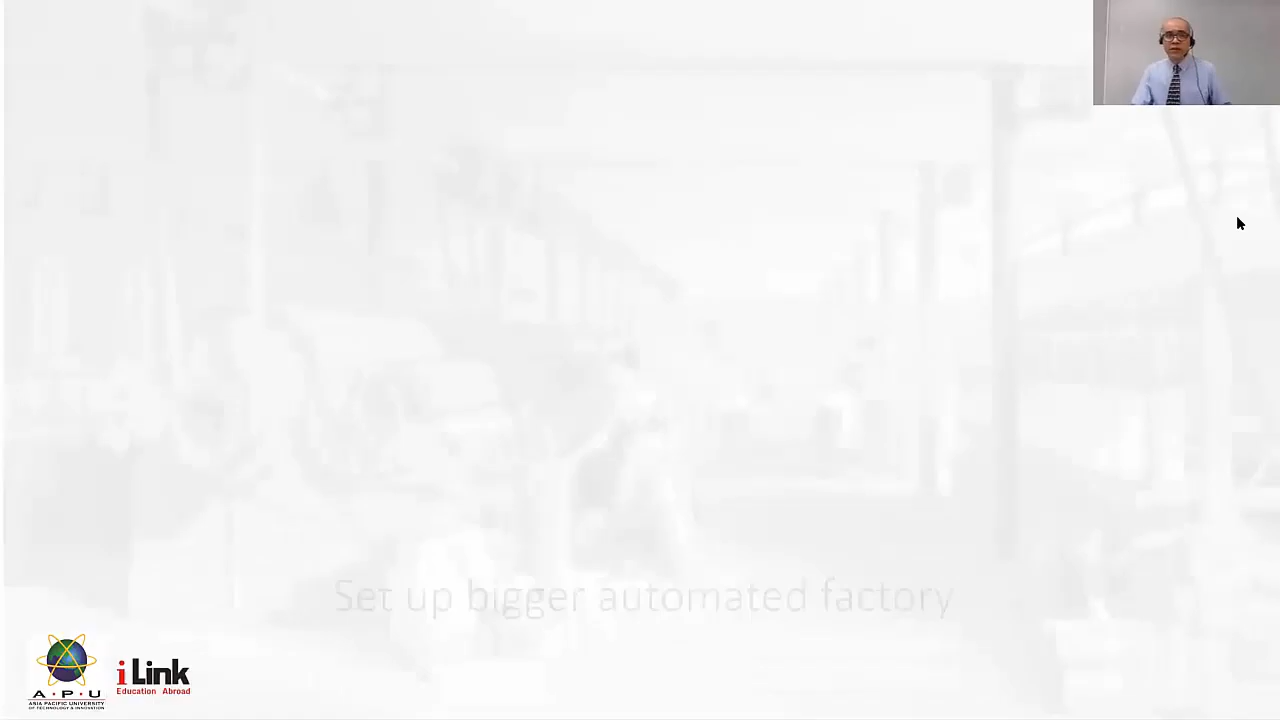 Set up bigger automated factory
A·P·U
ASIA PACIFIC UNIVERSITY
OF TECHNOLOGY & INNOVATION
iLink
Education Abroad